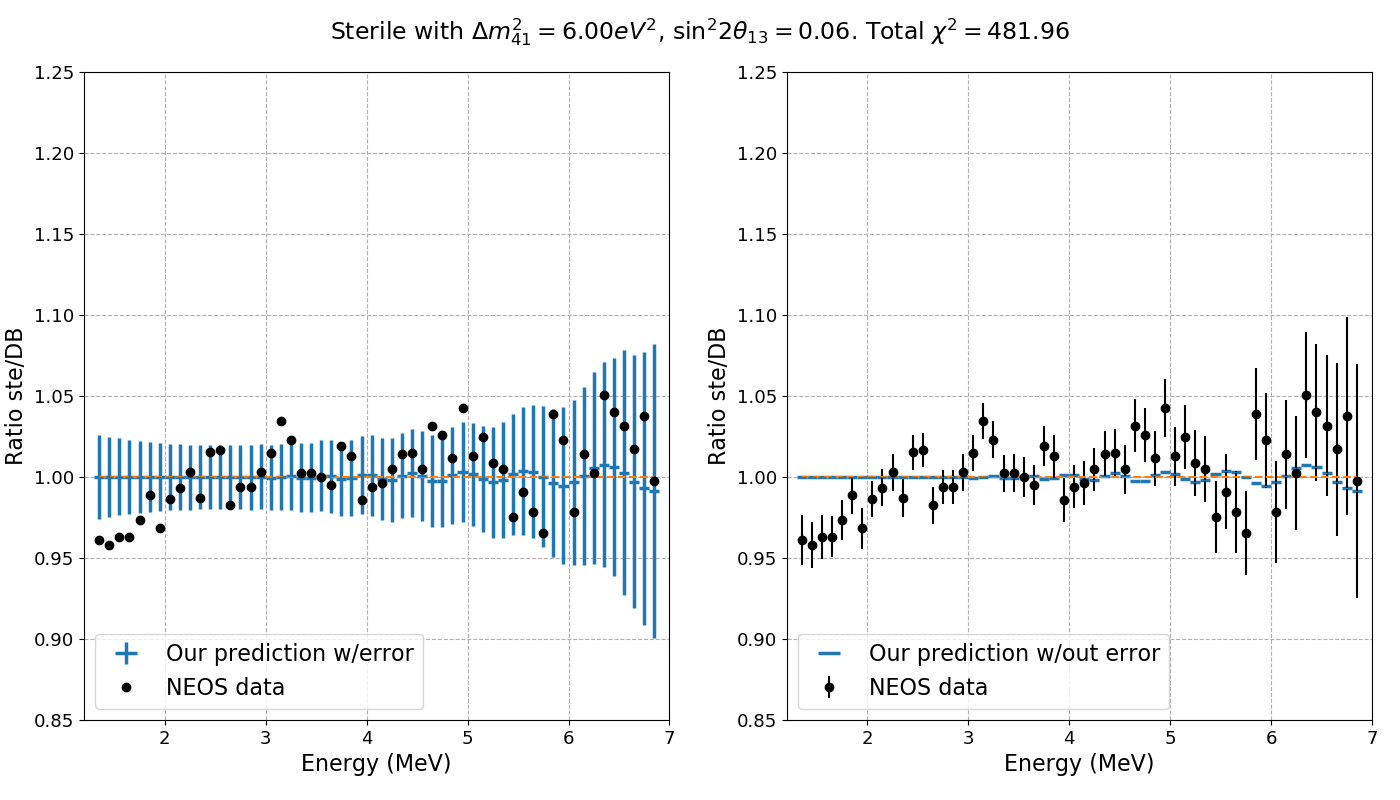 Sterile with Δm²₄₁ = 6.00eV², sin²2θ₁₃ = 0.06. Total χ² = 481.96
Ratio ste/DB
1.25
1.20
1.15
1.10
1.05
1.00
0.95
0.90
0.85
Our prediction w/error
NEOS data
2 3 4 5 6 7
Energy (MeV)
Ratio ste/DB
1.25
1.20
1.15
1.10
1.05
1.00
0.95
0.90
0.85
Our prediction w/out error
NEOS data
2 3 4 5 6 7
Energy (MeV)